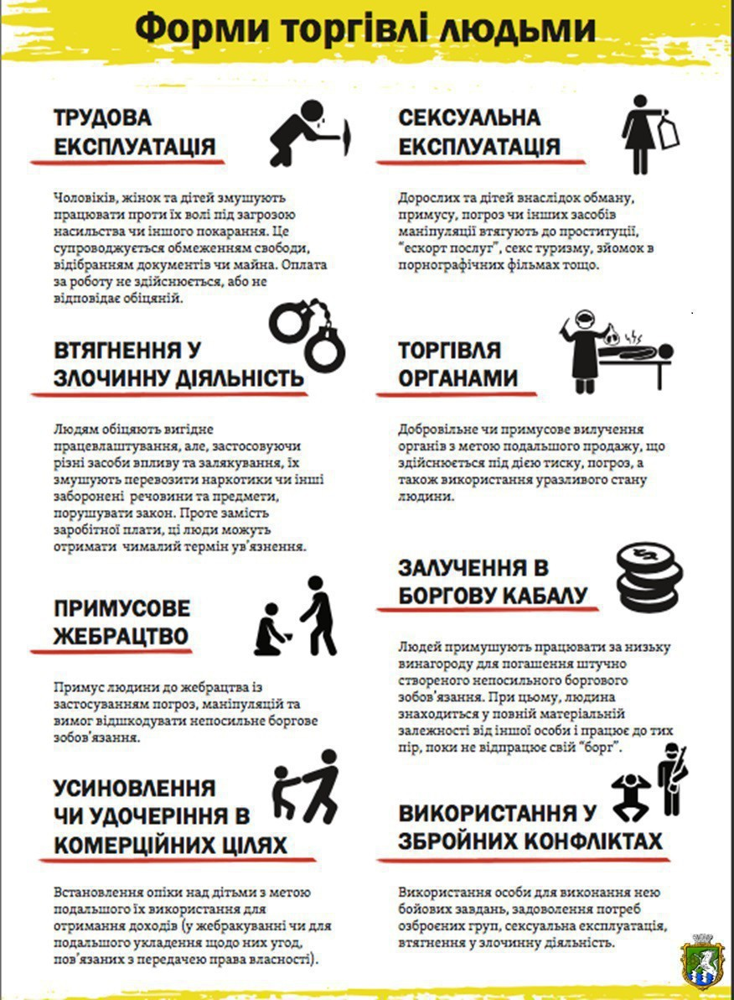 Форми торгівлі людьми
ТРУДОВА
ЕКСПЛУАТАЦІЯ
Чоловіків, жінок та дітей змушують
працювати проти їх волі під загрозою
насильства чи іншого покарання. Це
супроводжується обмеженням свободи,
відібранням документів чи майна. Оплата
за роботу не здійснюється, або не
відповідає обіцяній.
СЕКСУАЛЬНА
ЕКСПЛУАТАЦІЯ
Дорослих та дітей внаслідок обману,
примусу, погроз чи інших засобів
маніпуляції втягують до проституції,
“ескорт послуг”, секс туризму, зйомок в
порнографічних фільмах тощо.
ВТЯГНЕННЯ У
ЗЛОЧИННУ ДІЯЛЬНІСТЬ
Людям обіцяють вигідне
працевлаштування, але, застосовуючи
різні засоби впливу та залякування, їх
змушують перевозити наркотики чи інші
заборонені речовини та предмети,
порушувати закон. Проте замість
заробітної плати, ці люди можуть
отримати чималий термін ув’язнення.
ТОРГІВЛЯ
ОРГАНАМИ
Добровільне чи примусове вилучення
органів з метою подальшого продажу, що
здійснюється під дією тиску, погроз, а
також використання уразливого стану
людини.
ПРИМУСОВЕ
ЖЕБРАЦТВО
Примус людини до жебрацтва із
застосуванням погроз, маніпуляцій та
вимог відшкодувати непосильне боргове
зобов’язання.
ЗАЛУЧЕННЯ В
БОРГОВУ КАБАЛУ
Людей примушують працювати за низьку
винагороду для погашення штучно
створеного непосильного боргового
зобов’язання. При цьому, людина
знаходиться у повній матеріальній
залежності від іншої особи і працює до тих
пір, поки не відпрацює свій “борг”.
УСИНОВЛЕННЯ
ЧИ УДОЧЕРІННЯ В
КОМЕРЦІЙНИХ ЦІЛЯХ
Встановлення опіки над дітьми з метою
подальшого їх використання для
отримання доходів (у жебракуванні чи для
подальшого укладення щодо них угод,
пов’язаних з передачею права власності).
ВИКОРИСТАННЯ У
ЗБРОЙНИХ КОНФЛІКТАХ
Використання особи для виконання нею
бойових завдань, задоволення потреб
озброєних груп, сексуальна експлуатація,
втягнення у злочинну діяльність.